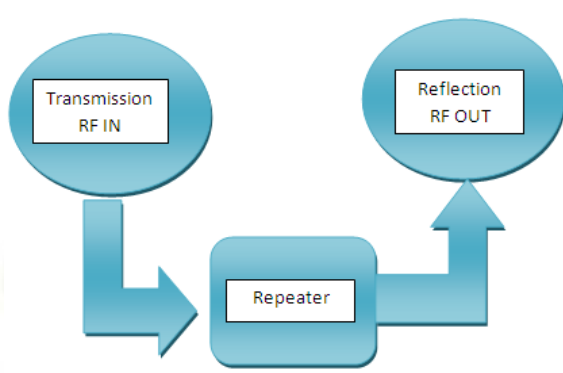 Transmission
RF IN
Reflection
RF OUT
Repeater